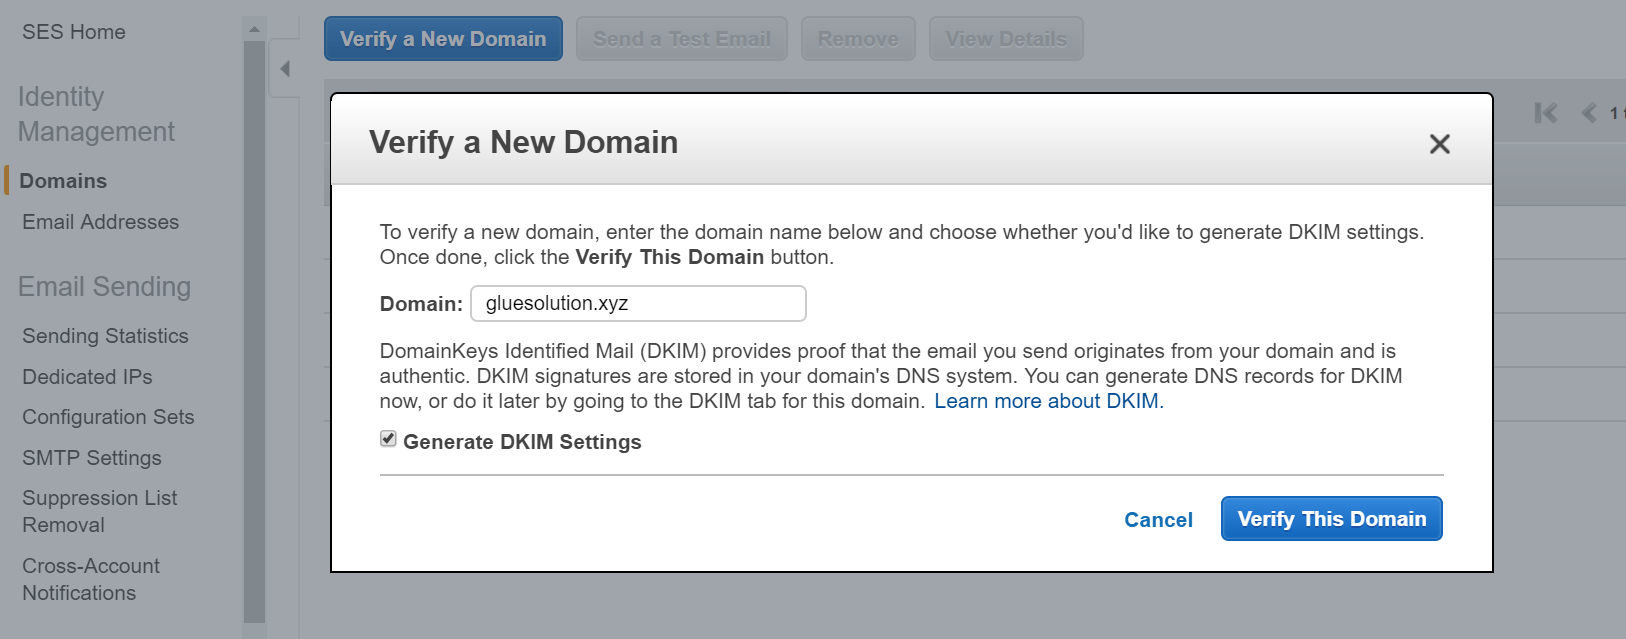 SES Home
Identity
Management
Domains
Email Addresses
Email Sending
Sending Statistics
Dedicated IPs
Configuration Sets
SMTP Settings
Suppression List
Removal
Cross-Account
Notifications
Verify a New Domain
Send a Test Email
Remove
View Details
1
Verify a New Domain
To verify a new domain, enter the domain name below and choose whether you'd like to generate DKIM settings.
Once done, click the Verify This Domain button.
Domain: gluesolution.xyz
DomainKeys Identified Mail (DKIM) provides proof that the email you send originates from your domain and is
authentic. DKIM signatures are stored in your domain's DNS system. You can generate DNS records for DKIM
now, or do it later by going to the DKIM tab for this domain. Learn more about DKIM.
Generate DKIM Settings
Cancel
Verify This Domain